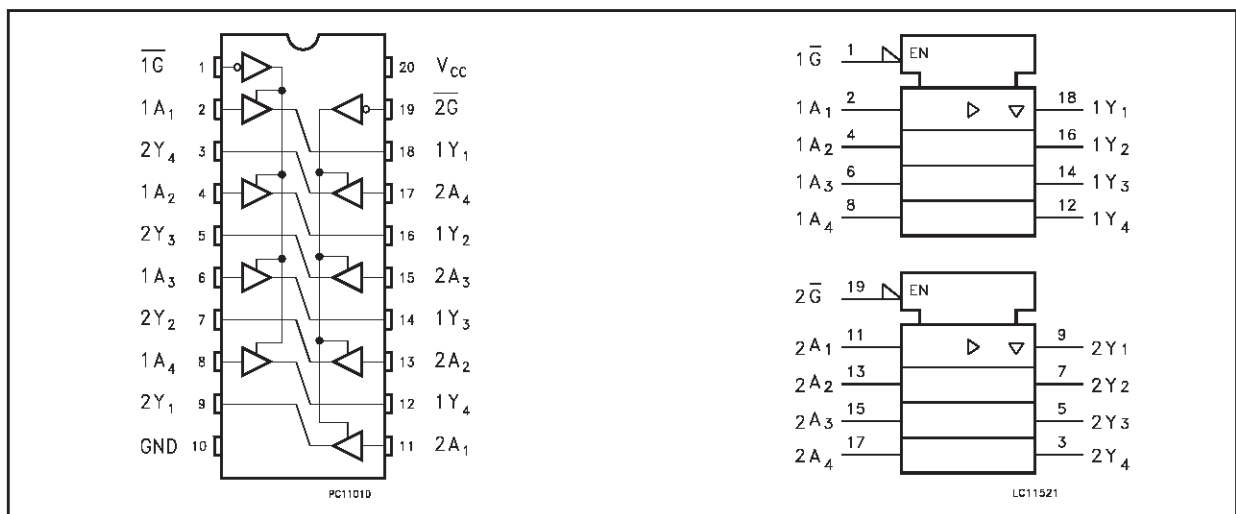 1G̅ 1 20 VCC
1A1 2 19 2G̅
2Y4 3 18 1Y1
1A2 4 17 2A4
2Y3 5 16 1Y2
1A3 6 15 2A3
2Y2 7 14 1Y3
1A4 8 13 2A2
2Y1 9 12 1Y4
GND 10 11 2A1
PC11010
1G̅ 1 EN
1A1 2 18 1Y1
1A2 4 16 1Y2
1A3 6 14 1Y3
1A4 8 12 1Y4
2G̅ 19 EN
2A1 11 9 2Y1
2A2 13 7 2Y2
2A3 15 5 2Y3
2A4 17 3 2Y4
LC11521